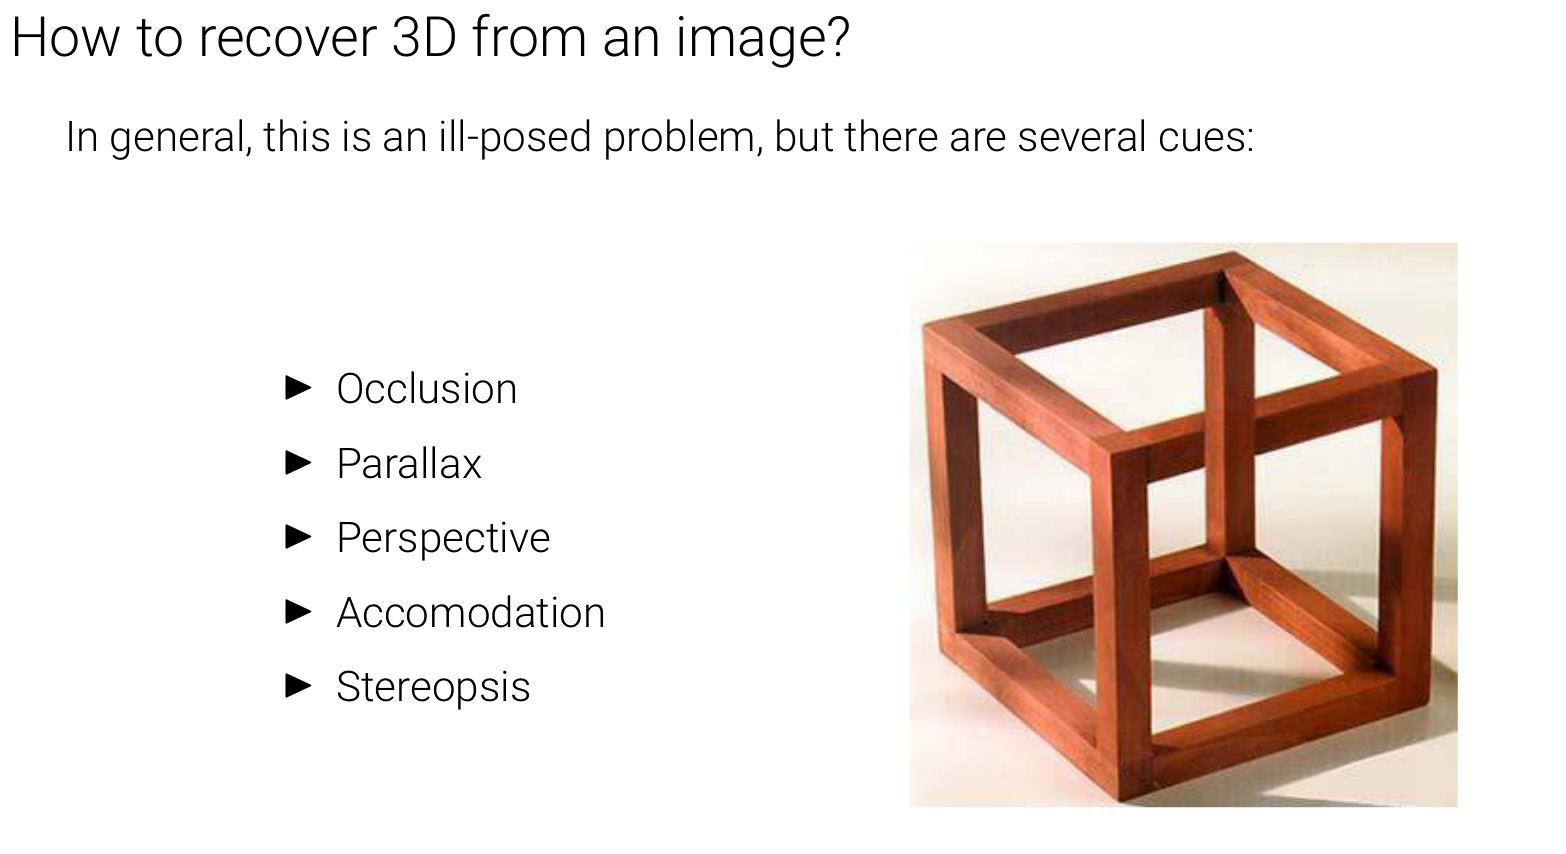 How to recover 3D from an image?
In general, this is an ill-posed problem, but there are several cues:
► Occlusion
► Parallax
► Perspective
► Accomodation
► Stereopsis